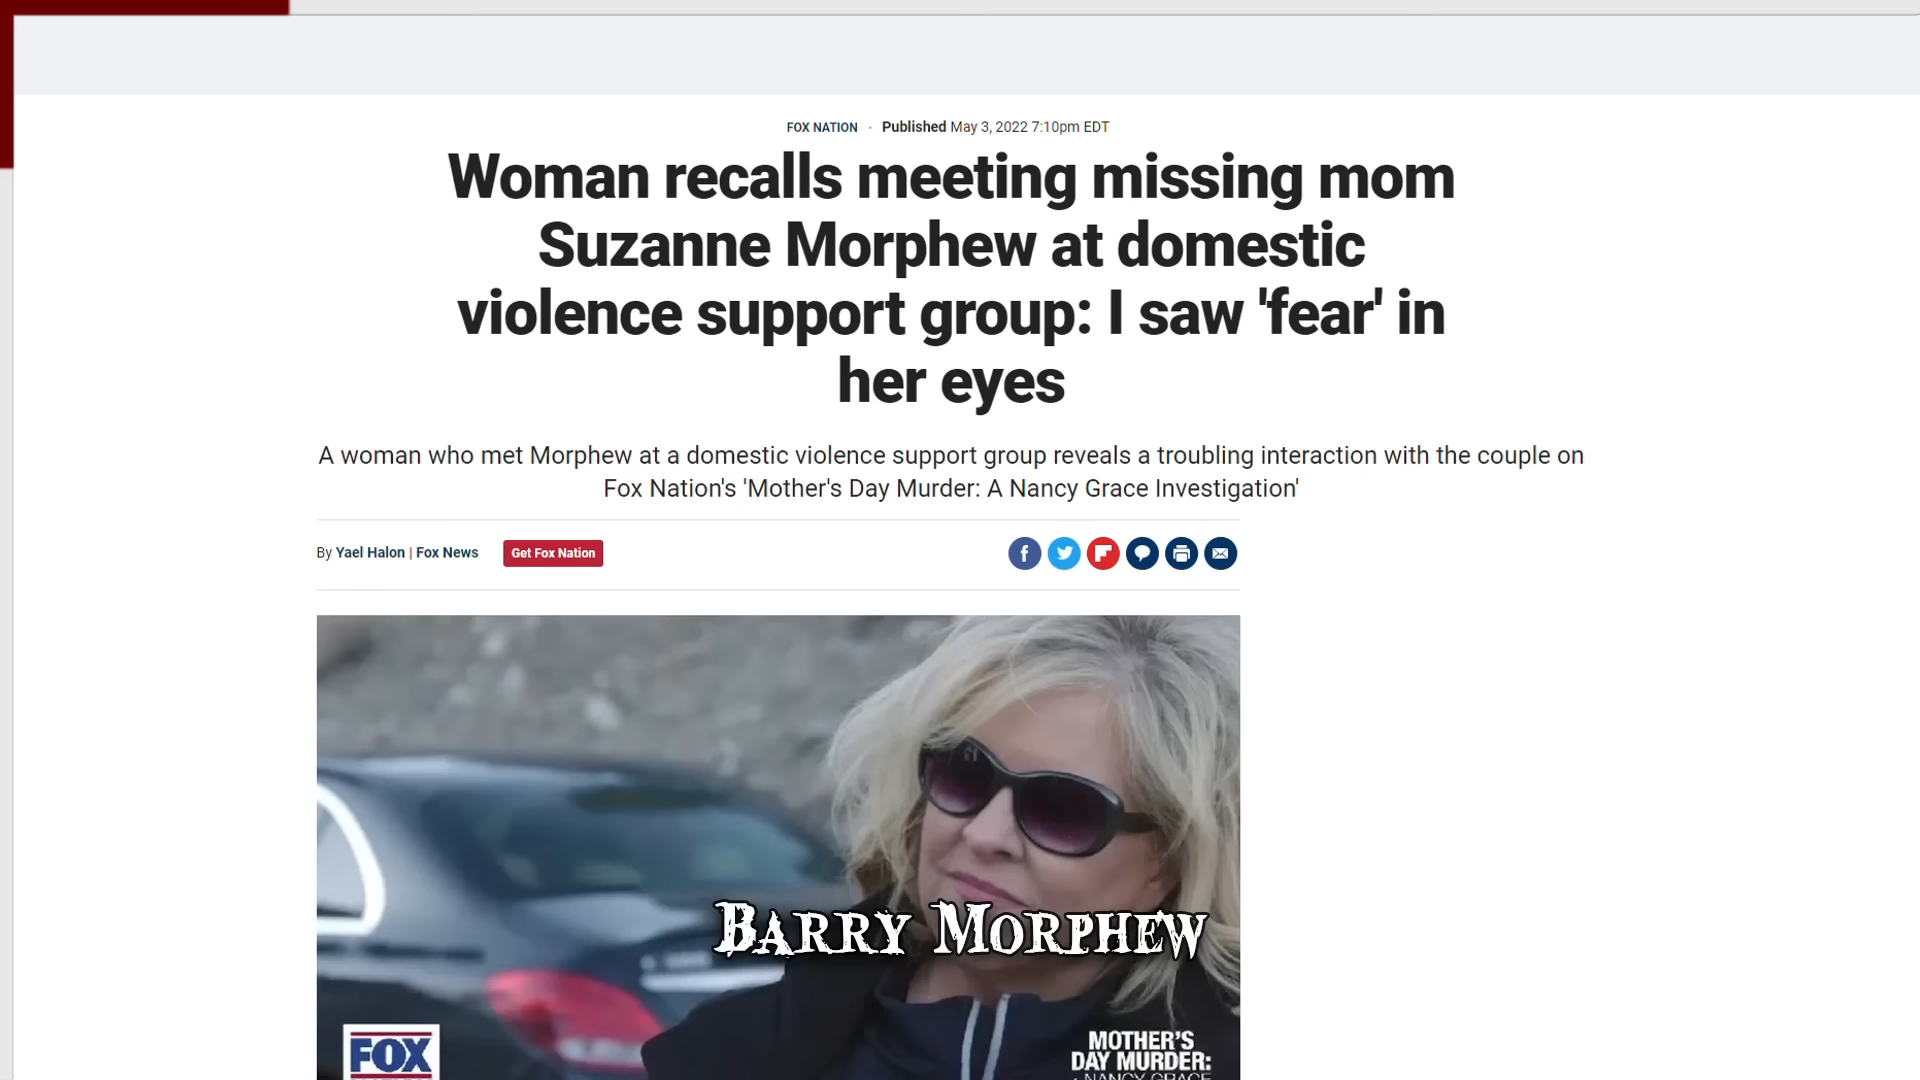 FOX NATION · Published May 3, 2022 7:10pm EDT
Woman recalls meeting missing mom
Suzanne Morphew at domestic
violence support group: I saw 'fear' in
her eyes
A woman who met Morphew at a domestic violence support group reveals a troubling interaction with the couple on
Fox Nation's 'Mother's Day Murder: A Nancy Grace Investigation'
By Yael Halon | Fox News
Get Fox Nation
BARRY MORPHEW
FOX
MOTHER'S
DAY MURDER:
A NANCY GRACE